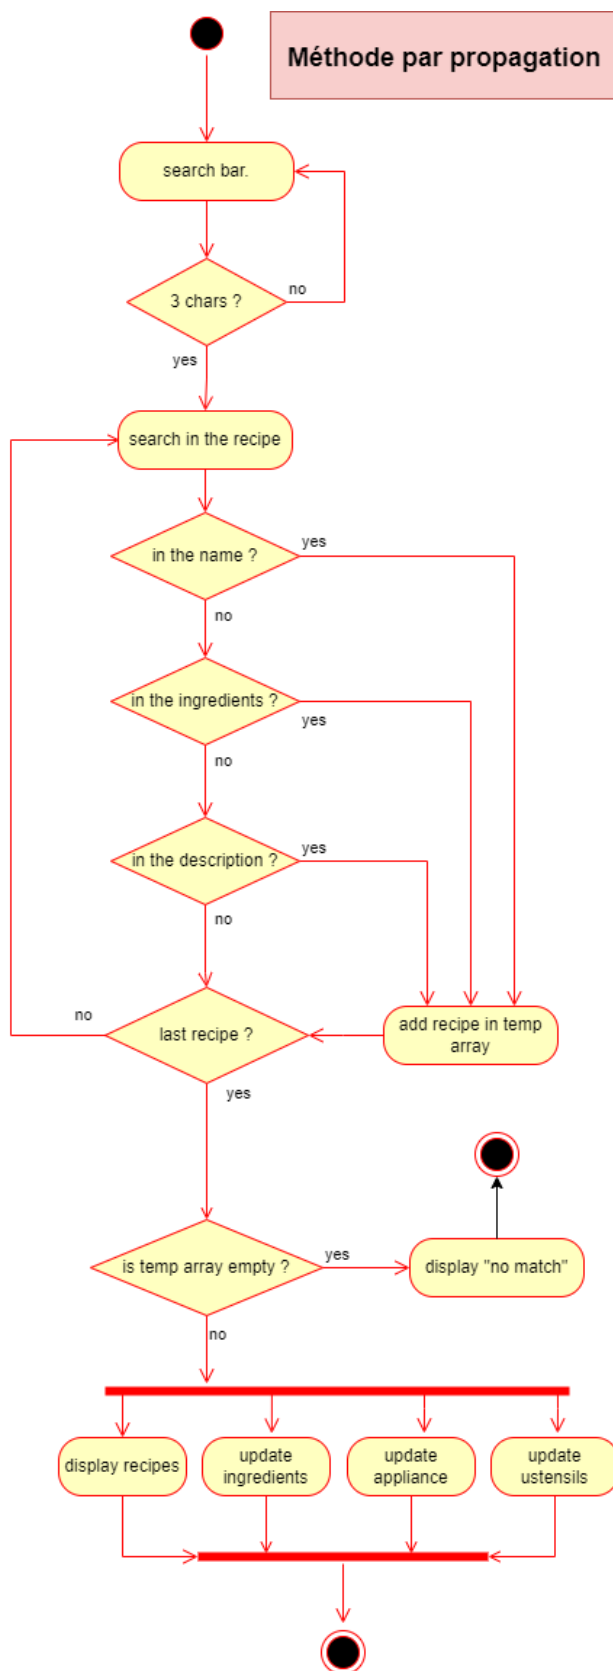 Méthode par propagation
search bar.
3 chars ?
no
yes
search in the recipe
in the name ?
yes
no
in the ingredients ?
yes
no
in the description ?
yes
no
no
last recipe ?
add recipe in temp
array
yes
is temp array empty ?
yes
display "no match"
no
display recipes
update
ingredients
update
appliance
update
ustensils